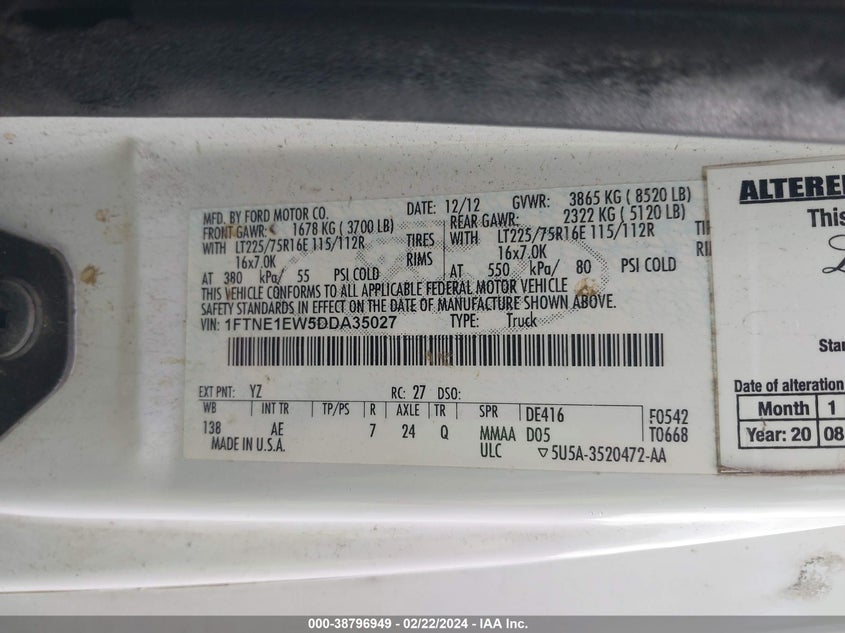 MFD. BY FORD MOTOR CO.
DATE: 12/12
GVWR: 3865 KG ( 8520 LB)
FRONT GAWR: 1678 KG ( 3700 LB)
REAR GAWR: 2322 KG ( 5120 LB)
WITH LT225/75R16E 115/112R TIRES
WITH LT225/75R16E 115/112R
16x7.0K RIMS
16x7.0K
AT 380 kPa/ 55 PSI COLD
AT 550 kPa/ 80 PSI COLD
THIS VEHICLE CONFORMS TO ALL APPLICABLE FEDERAL MOTOR VEHICLE
SAFETY STANDARDS IN EFFECT ON THE DATE OF MANUFACTURE SHOWN ABOVE.
VIN: 1FTNE1EW5DDA35027
TYPE: Truck
EXT PNT: YZ
RC: 27 DSO:
WB INT TR TP/PS R AXLE TR SPR DE416 F0542
138 AE 7 24 Q MMAA D05 T0668
MADE IN U.S.A.
ULC
▽5U5A-3520472-AA
This
Date of alteration
Month 1
Year: 20 08
000-38796949 - 02/22/2024 - IAA Inc.